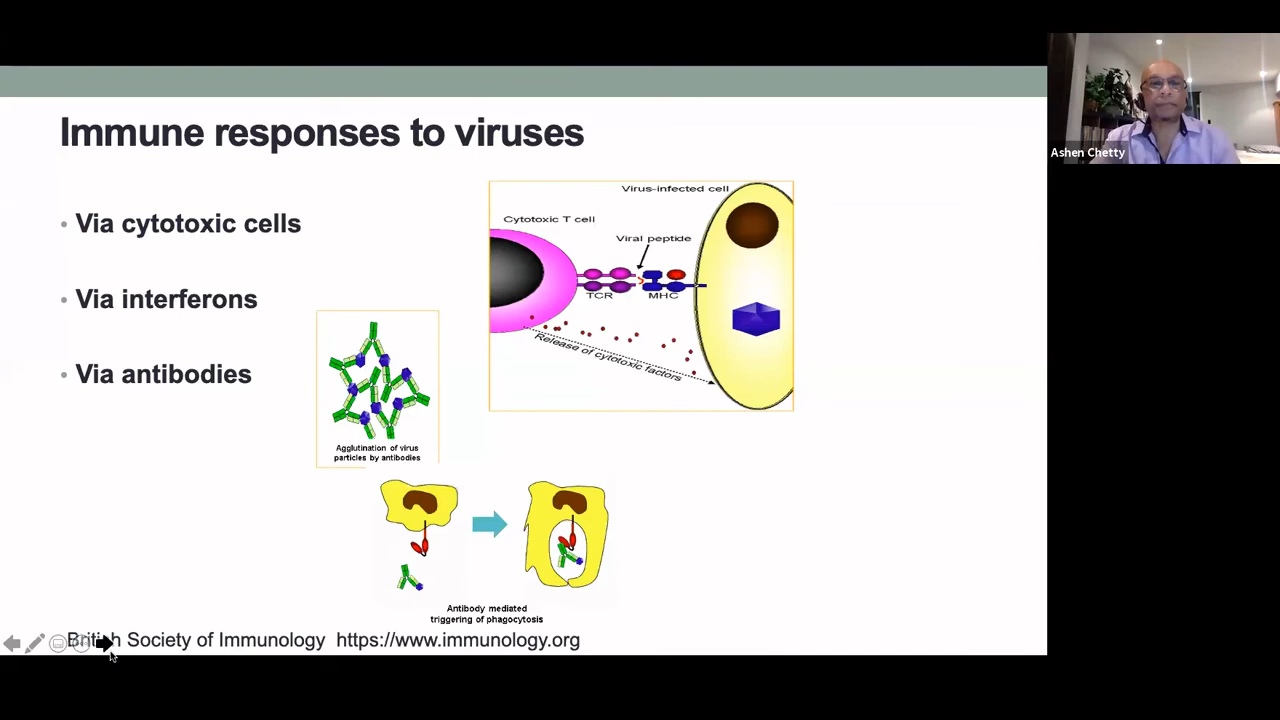 Immune responses to viruses
Ashen Chetty
• Via cytotoxic cells
• Via interferons
• Via antibodies
Virus-infected cell
Cytotoxic T cell
Viral peptide
TCR
MHC
Release of cytotoxic factors
Agglutination of virus
particles by antibodies
Antibody mediated
triggering of phagocytosis
British Society of Immunology https://www.immunology.org